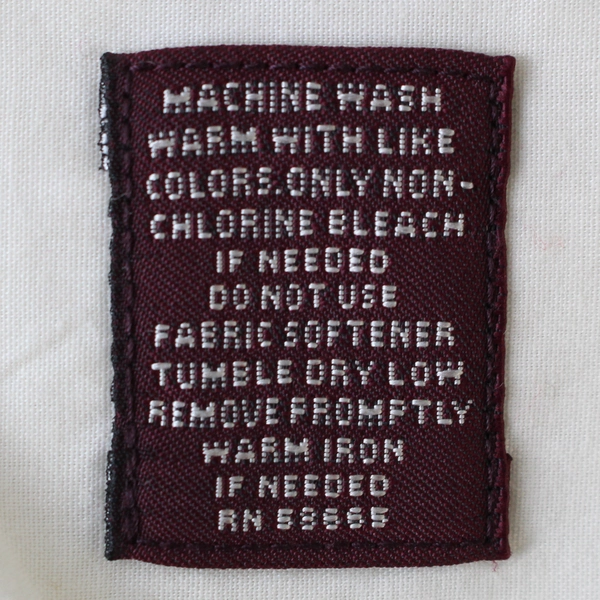 MACHINE WASH
WARM WITH LIKE
COLORS.ONLY NON-
CHLORINE BLEACH
IF NEEDED
DO NOT USE
FABRIC SOFTENER
TUMBLE DRY LOW
REMOVE PROMPTLY
WARM IRON
IF NEEDED
RN